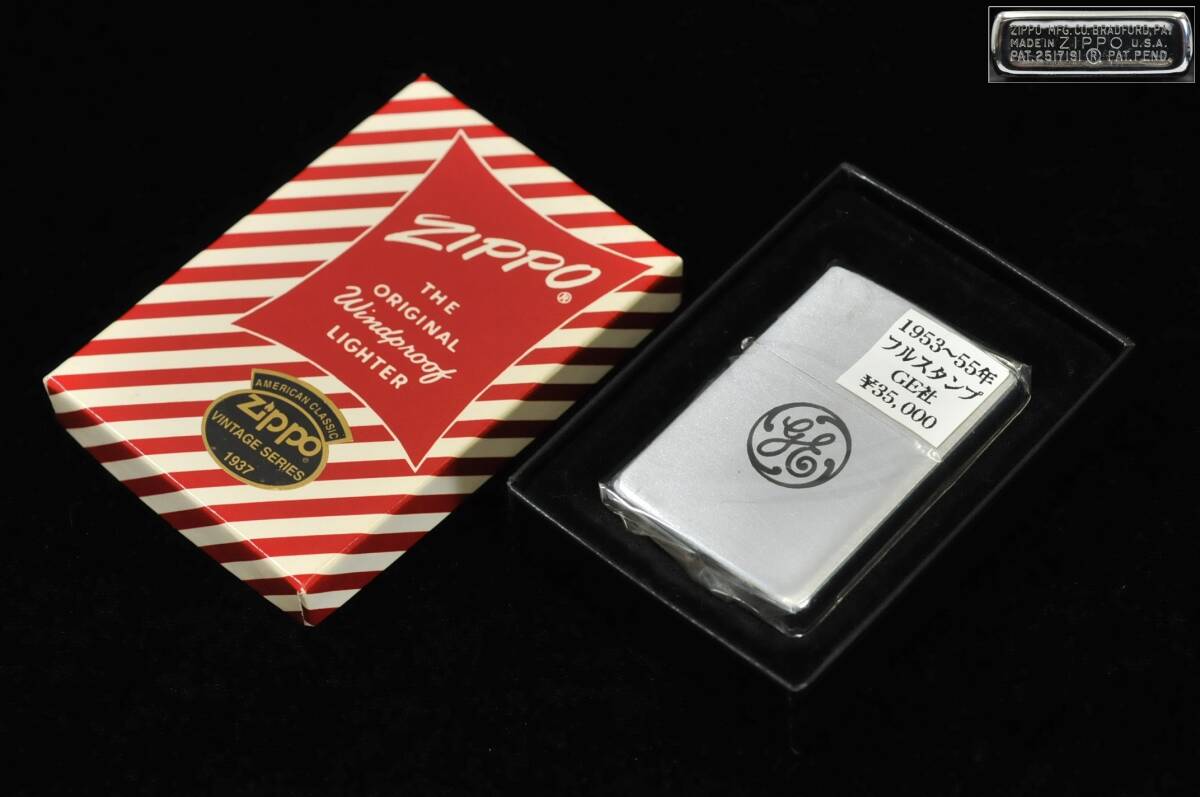 ZIPPO MFG. CO. BRADFORD, PA.
MADE IN ZIPPO U.S.A.
PAT. 2517191 ® PAT. PEND.
ZIPPO®
THE
ORIGINAL
Windproof
LIGHTER
AMERICAN CLASSIC
Zippo®
VINTAGE SERIES
1937
1953~55年
フルスタンプ
GE社
¥35,000
GE